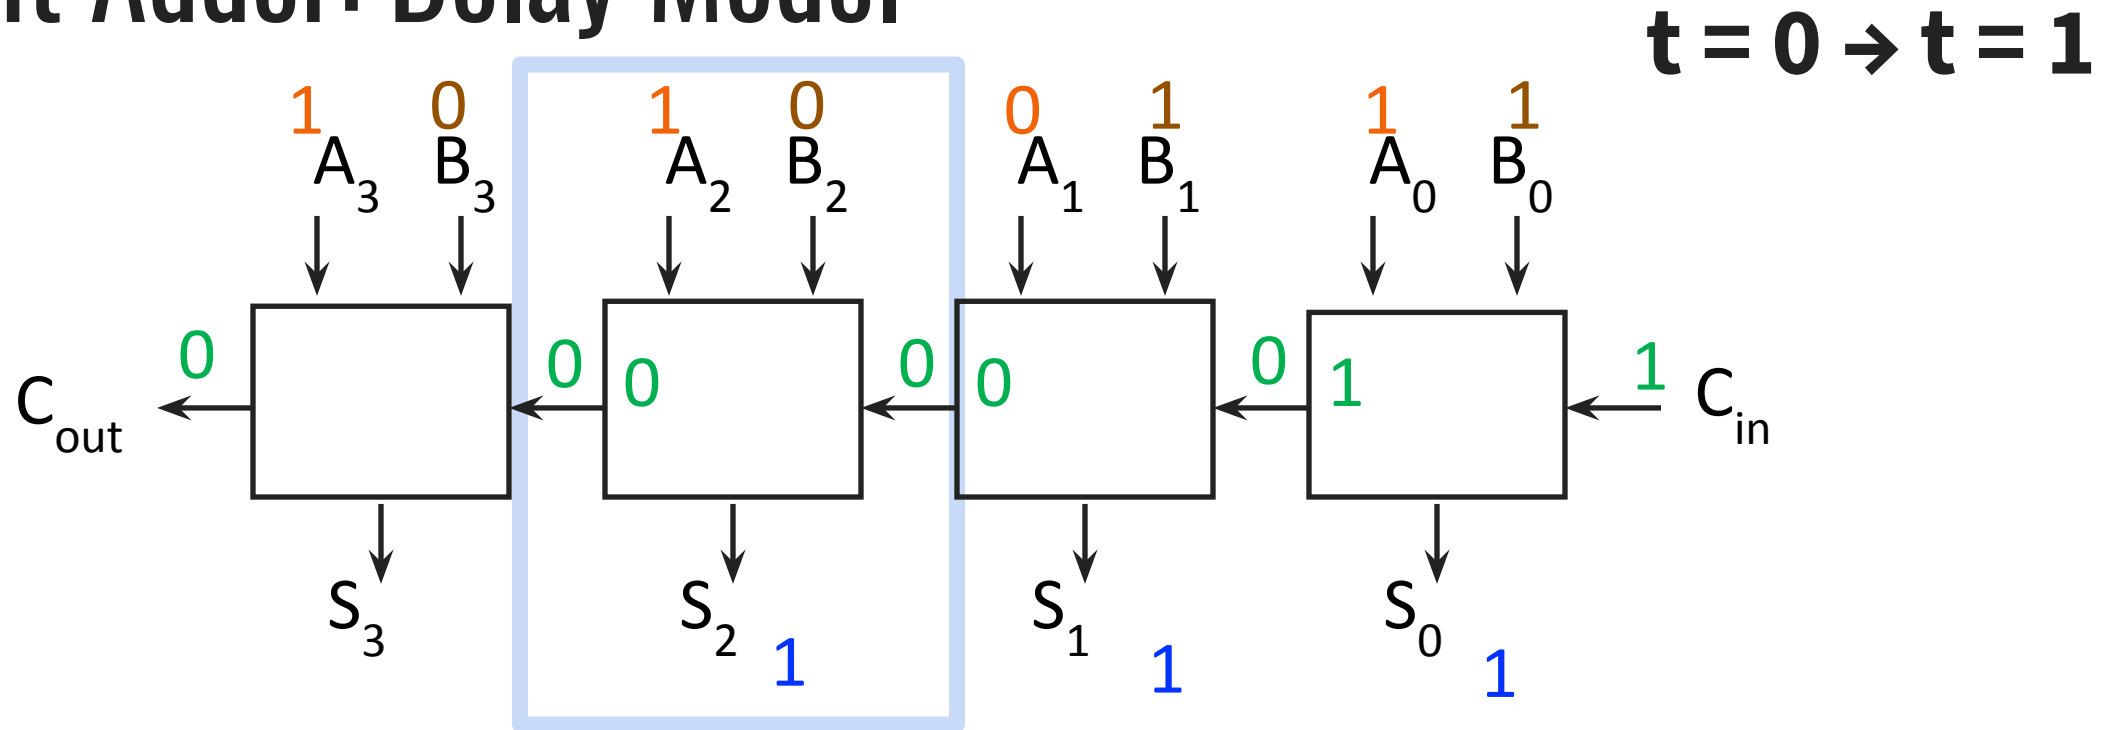 t = 0 → t = 1
1 0 1 0 0 1 1 1
A3 B3 A2 B2 A1 B1 A0 B0
0 0 0 0 0 0 1 1
Cout Cin
S3 S2 S1 S0
1 1 1